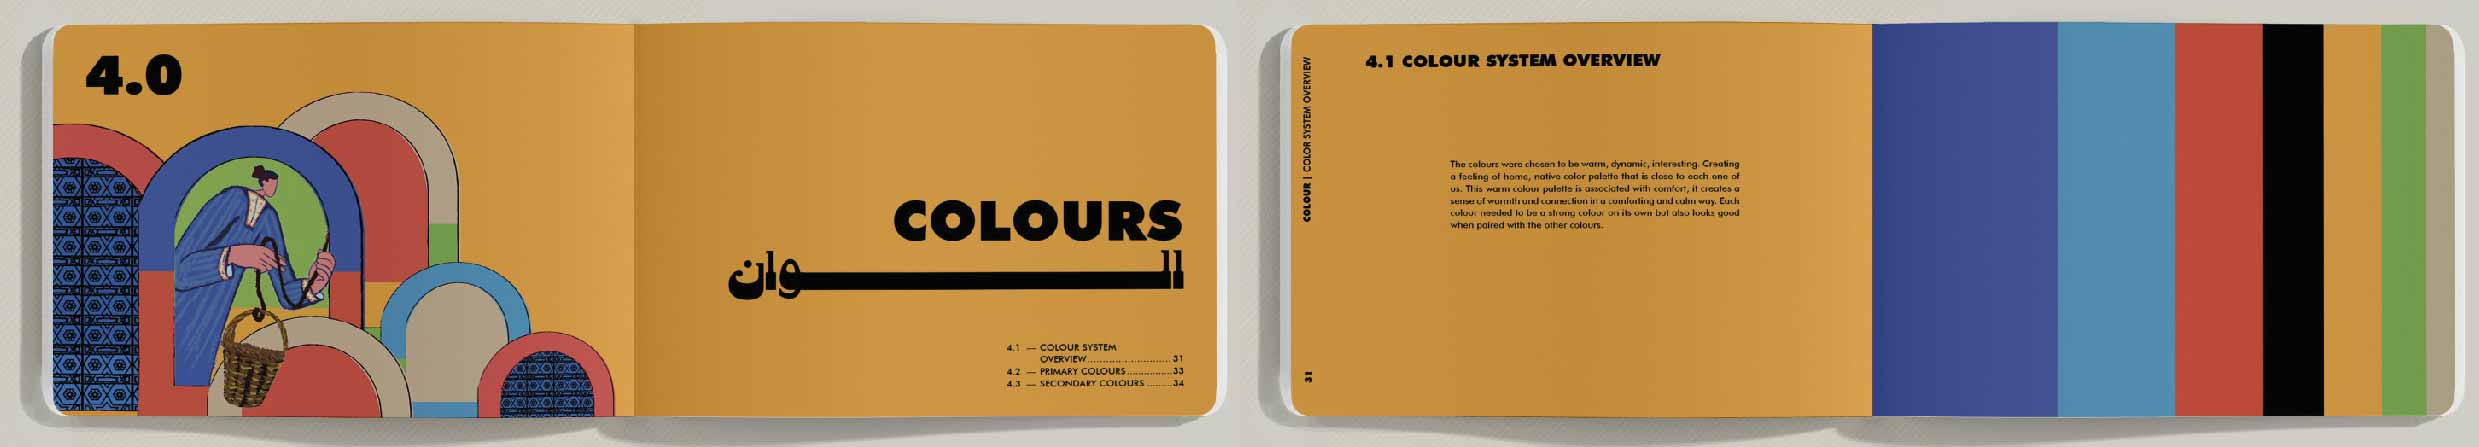 4.0
COLOURS
الـــوان
4.1 — COLOUR SYSTEM
OVERVIEW............................31
4.2 — PRIMARY COLOURS...............33
4.3 — SECONDARY COLOURS........34
COLOUR | COLOR SYSTEM OVERVIEW
31
4.1 COLOUR SYSTEM OVERVIEW
The colours were chosen to be warm, dynamic, interesting. Creating
a feeling of home, native color palette that is close to each one of
us. This warm colour palette is associated with comfort, it creates a
sense of warmth and connection in a comforting and calm way. Each
colour needed to be a strong colour on its own but also looks good
when paired with the other colours.